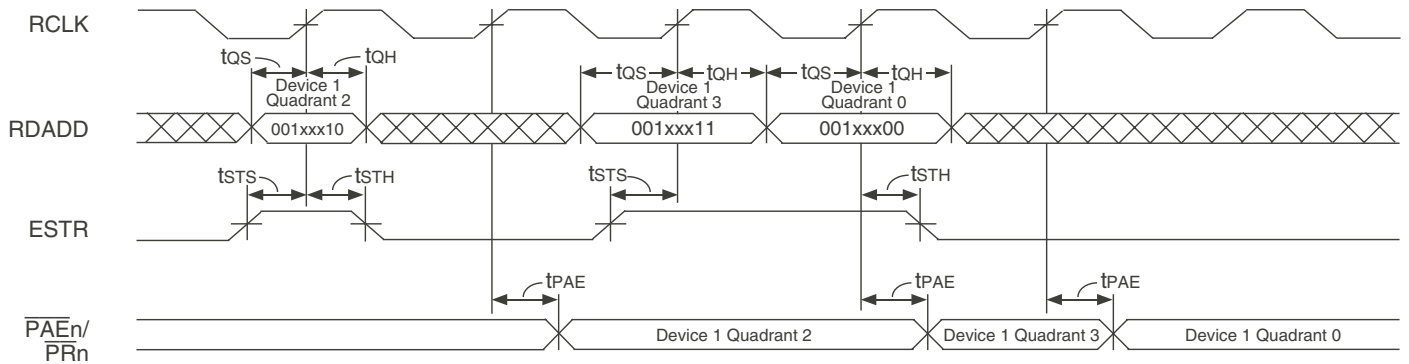 RCLK
tQS tQH tQS tQH tQS tQH
Device 1 Quadrant 2
Device 1 Quadrant 3
Device 1 Quadrant 0
RDADD
001xxx10
001xxx11
001xxx00
tSTS tSTH tSTS tSTH
ESTR
tPAE tPAE tPAE
PAEn/
PRn
Device 1 Quadrant 2
Device 1 Quadrant 3
Device 1 Quadrant 0